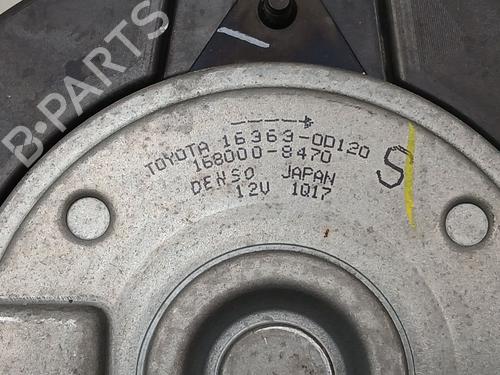 B-PARTS
TOYOTA 16363-0D120
168000-8470
DENSO JAPAN
12V 1Q17
S